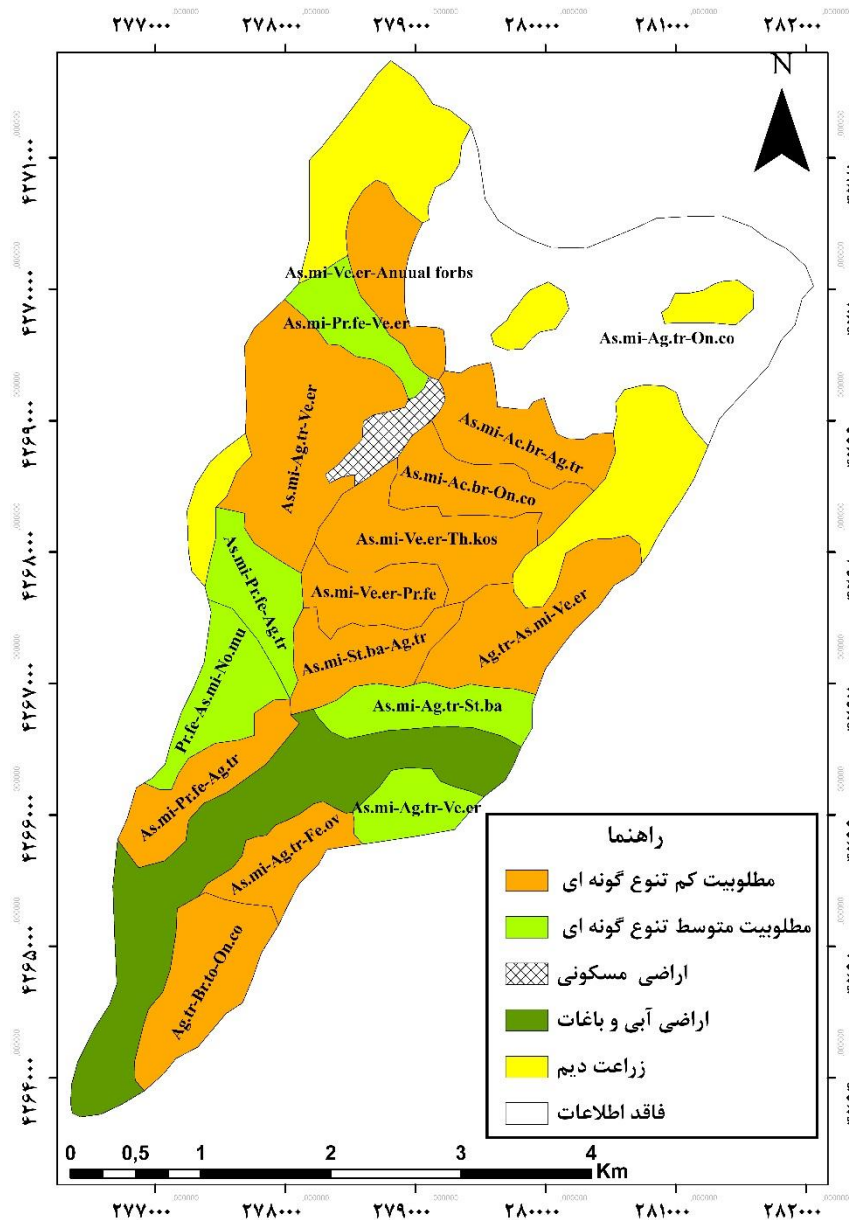 ۲۷۷۰۰۰ ۲۷۸۰۰۰ ۲۷۹۰۰۰ ۲۸۰۰۰۰ ۲۸۱۰۰۰ ۲۸۲۰۰۰
N
۴۲۷۱۰۰۰
۴۲۷۰۰۰۰
۴۲۶۹۰۰۰
۴۲۶۸۰۰۰
۴۲۶۷۰۰۰
۴۲۶۶۰۰۰
۴۲۶۵۰۰۰
۴۲۶۴۰۰۰
As.mi-Ve.er-Anuual forbs
As.mi-Pr.fe-Ve.er
As.mi-Ag.tr-On.co
As.mi-Ag.tr-Ve.er
As.mi-Ac.br-Ag.tr
As.mi-Ac.br-On.co
As.mi-Ve.er-Th.kos
As.mi-Pr.fe-Ag.tr
As.mi-Ve.er-Pr.fe
As.mi-St.ba-Ag.tr
Ag.tr-As.mi-Ve.er
Pr.fe-As.mi-No.mu
As.mi-Ag.tr-St.ba
As.mi-Pr.fe-Ag.tr
As.mi-Ag.tr-Ve.er
As.mi-Ag.tr-Fe.ov
Ag.tr-Br.to-On.co
راهنما
مطلوبیت کم تنوع گونه ای
مطلوبیت متوسط تنوع گونه ای
اراضی مسکونی
اراضی آبی و باغات
زراعت دیم
فاقد اطلاعات
0 0,5 1 2 3 4
Km
۲۷۷۰۰۰ ۲۷۸۰۰۰ ۲۷۹۰۰۰ ۲۸۰۰۰۰ ۲۸۱۰۰۰ ۲۸۲۰۰۰